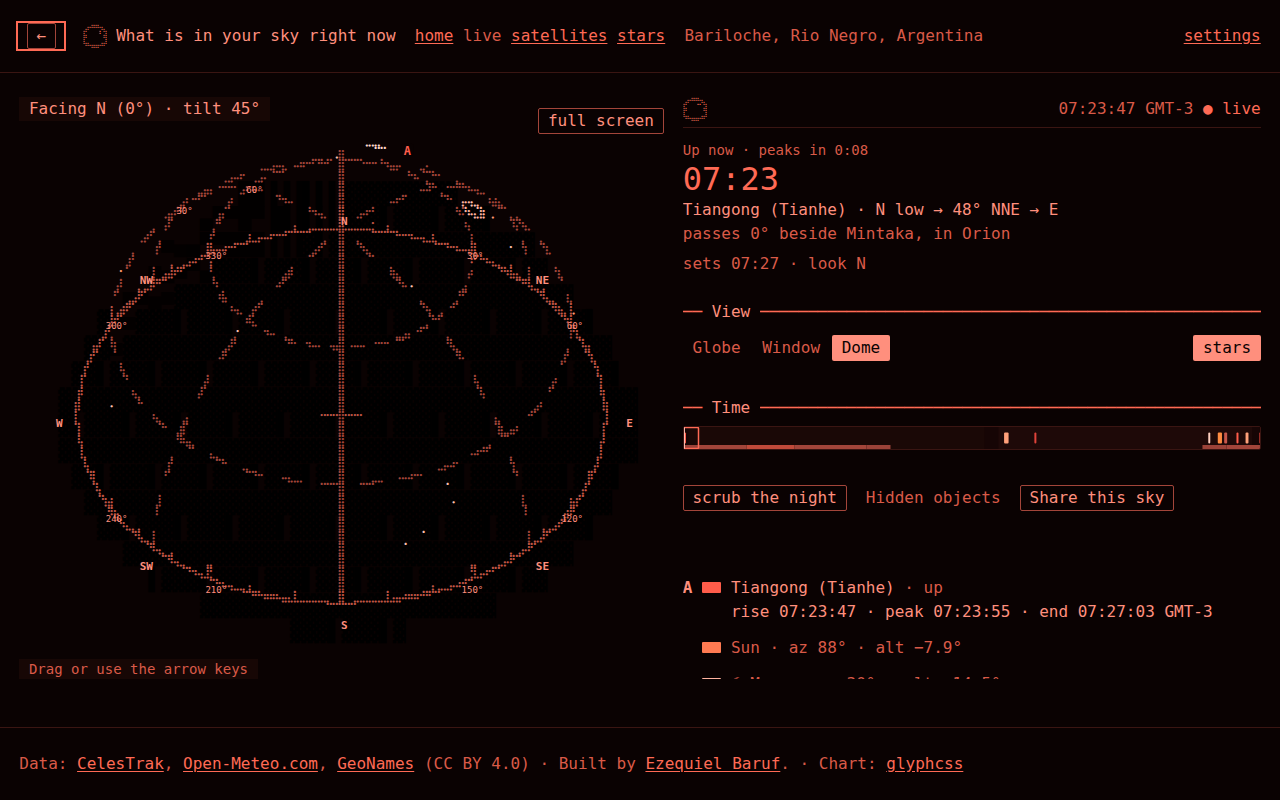 ← What is in your sky right now home live satellites stars Bariloche, Rio Negro, Argentina settings
Facing N (0°) · tilt 45°
full screen
A
60°
30°
N
330°
30°
NW
NE
300°
60°
W
E
240°
120°
SW
SE
210°
150°
S
Drag or use the arrow keys
07:23:47 GMT-3 ● live
Up now · peaks in 0:08
07:23
Tiangong (Tianhe) · N low → 48° NNE → E
passes 0° beside Mintaka, in Orion
sets 07:27 · look N
View
Globe Window Dome stars
Time
scrub the night Hidden objects Share this sky
A Tiangong (Tianhe) · up
rise 07:23:47 · peak 07:23:55 · end 07:27:03 GMT-3
Sun · az 88° · alt −7.9°
Data: CelesTrak, Open-Meteo.com, GeoNames (CC BY 4.0) · Built by Ezequiel Baruf. · Chart: glyphcss